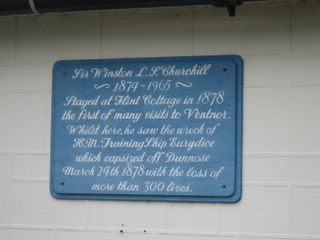 Sir Winston L.S. Churchill
~ 1874-1965 ~
Stayed at Flint Cottage in 1878
the first of many visits to Ventnor.
Whilst here, he saw the wreck of
H.M. Training Ship Eurydice
which capsized off Dunnose
March 24th 1878 with the loss of
more than 300 lives.